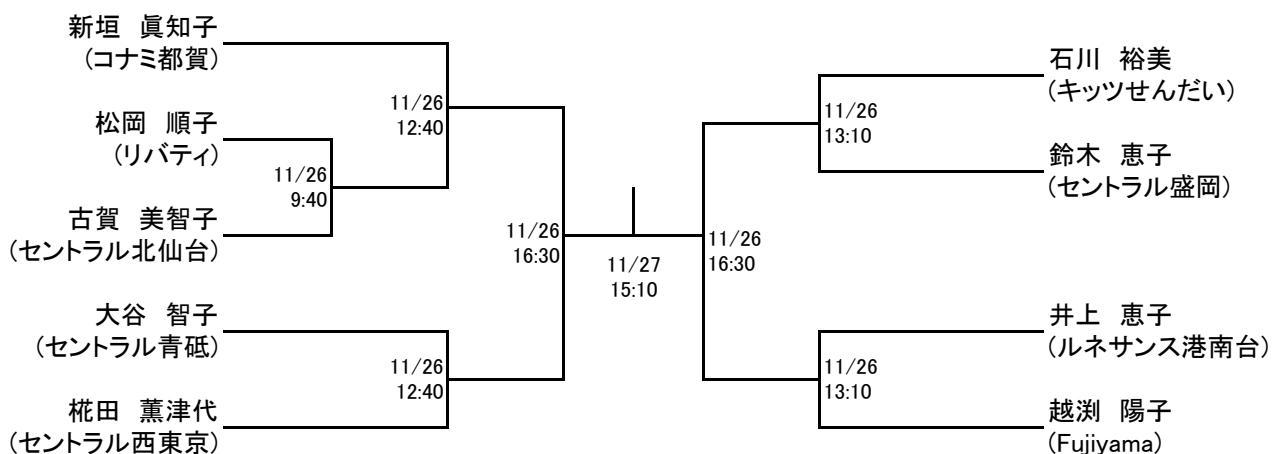 新垣　眞知子
(コナミ都賀)
松岡　順子
(リバティ)
古賀　美智子
(セントラル北仙台)
大谷　智子
(セントラル青砥)
椛田　薫津代
(セントラル西東京)
11/26
9:40
11/26
12:40
11/26
12:40
11/26
16:30
11/27
15:10
11/26
16:30
11/26
13:10
11/26
13:10
石川　裕美
(キッツせんだい)
鈴木　恵子
(セントラル盛岡)
井上　恵子
(ルネサンス港南台)
越渕　陽子
(Fujiyama)